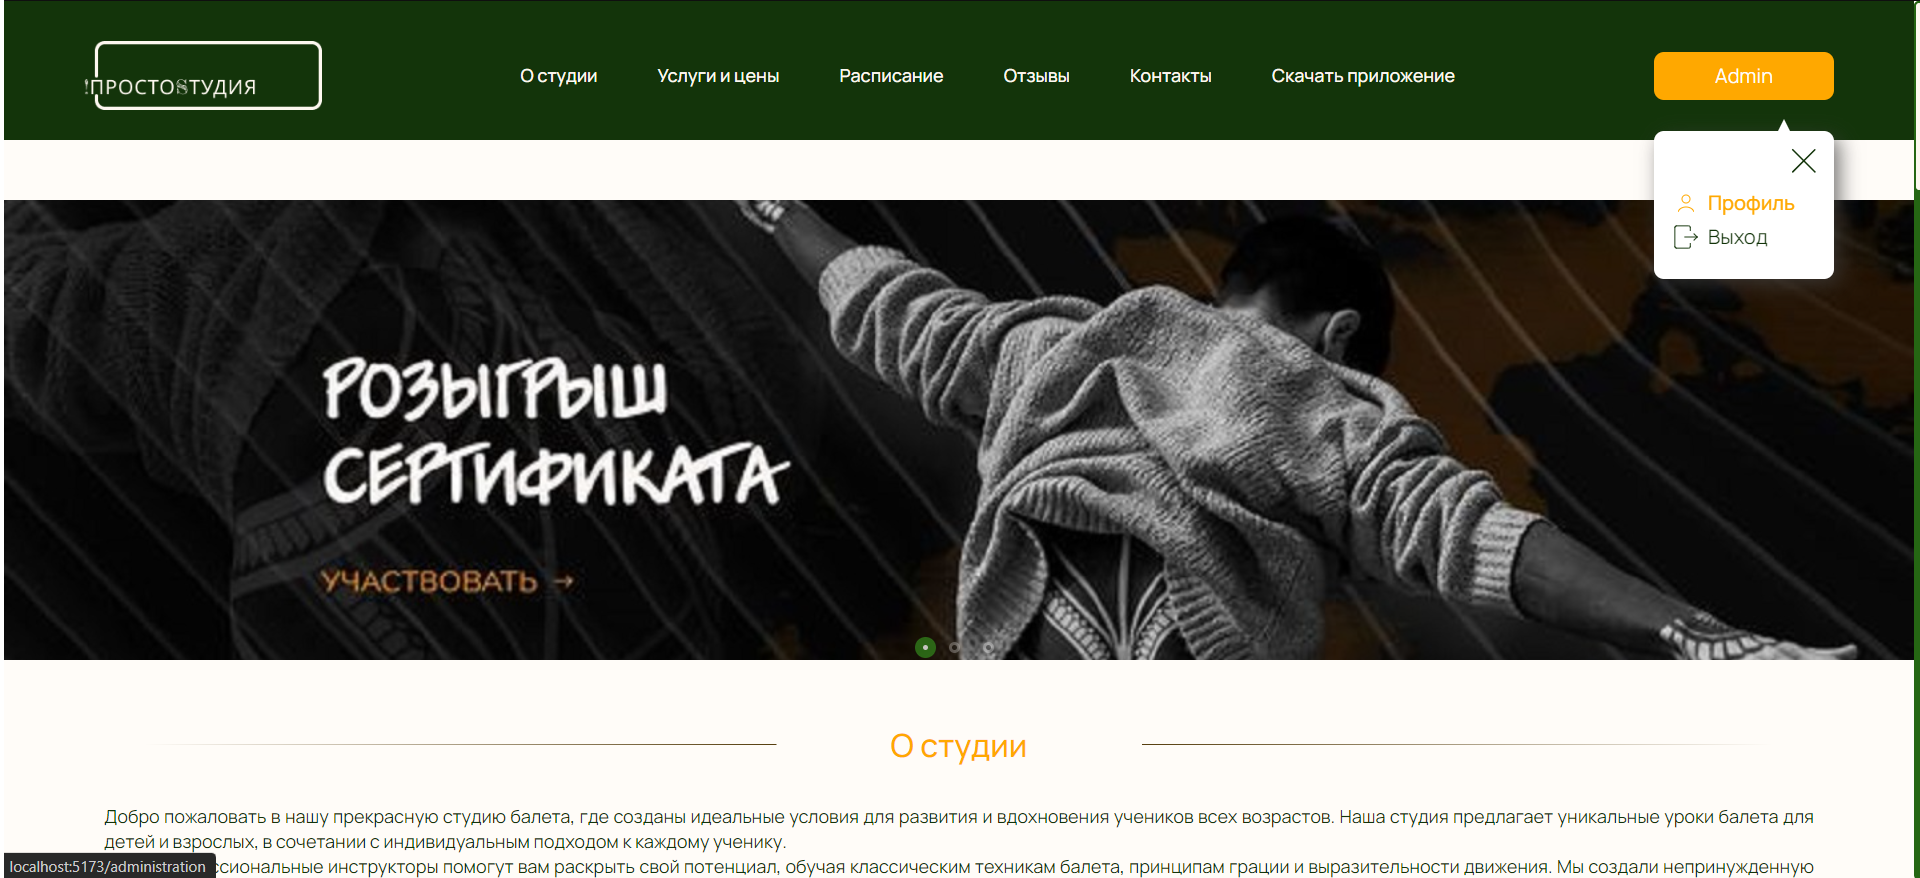 !ПРОСТОSТУДИЯ
О студии
Услуги и цены
Расписание
Отзывы
Контакты
Скачать приложение
Admin
Профиль
Выход
РОЗЫГРЫШ
СЕРТИФИКАТА
УЧАСТВОВАТЬ →
О студии
Добро пожаловать в нашу прекрасную студию балета, где созданы идеальные условия для развития и вдохновения учеников всех возрастов. Наша студия предлагает уникальные уроки балета для
детей и взрослых, в сочетании с индивидуальным подходом к каждому ученику.
инструкторы помогут вам раскрыть свой потенциал, обучая классическим техникам балета, принципам грации и выразительности движения. Мы создали непринужденную
localhost:5173/administration